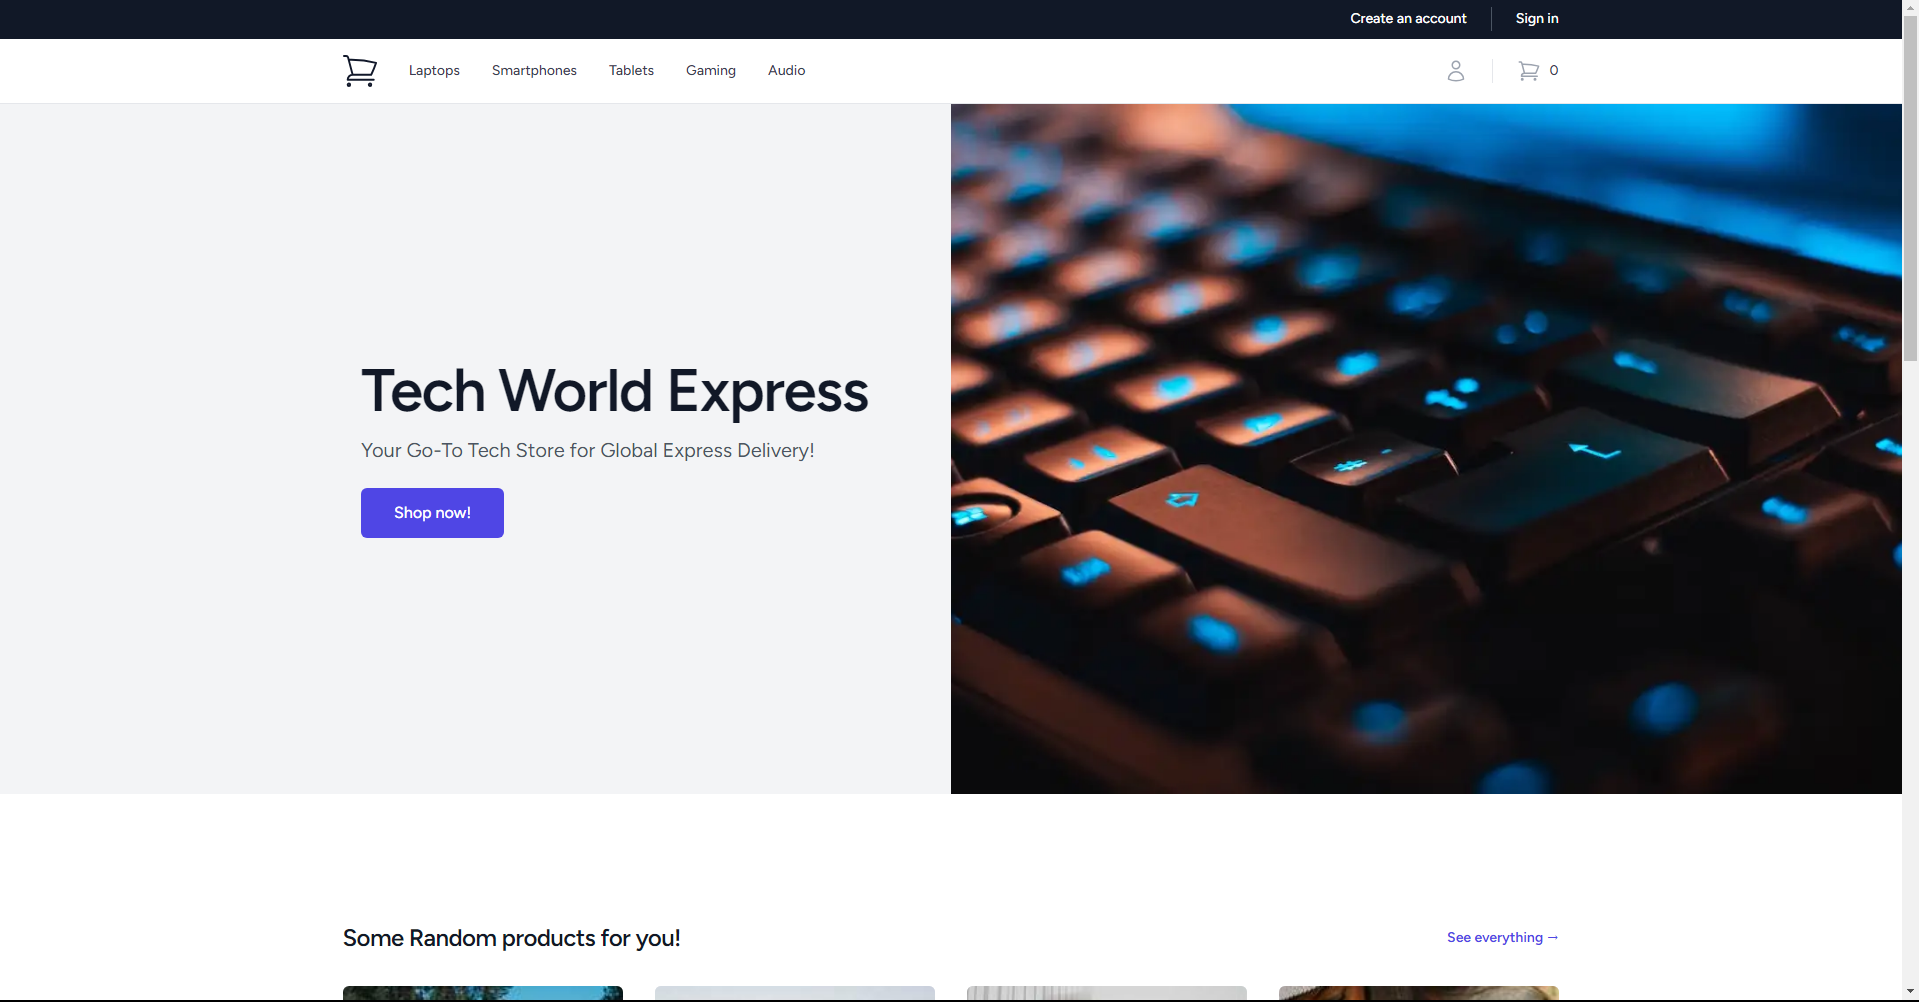 Create an account
Sign in
Laptops
Smartphones
Tablets
Gaming
Audio
0
Tech World Express
Your Go-To Tech Store for Global Express Delivery!
Shop now!
Some Random products for you!
See everything →